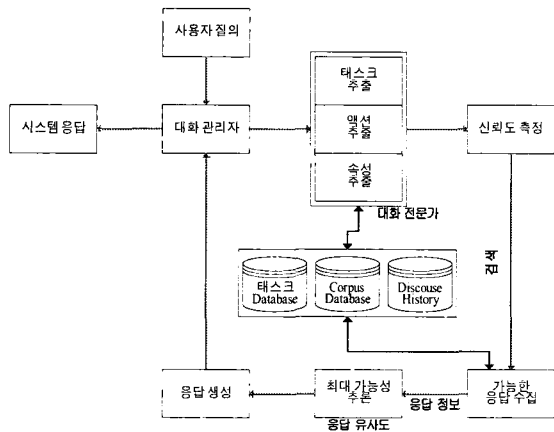 사용자 질의
태스크
추출
시스템 응답
대화 관리자
액션
추출
신뢰도 측정
속성
추출
대화 전문가
검색
태스크
Database
Corpus
Database
Discouse
History
응답 생성
최대 가능성
추론
가능한
응답 수집
응답 정보
응답 유사도